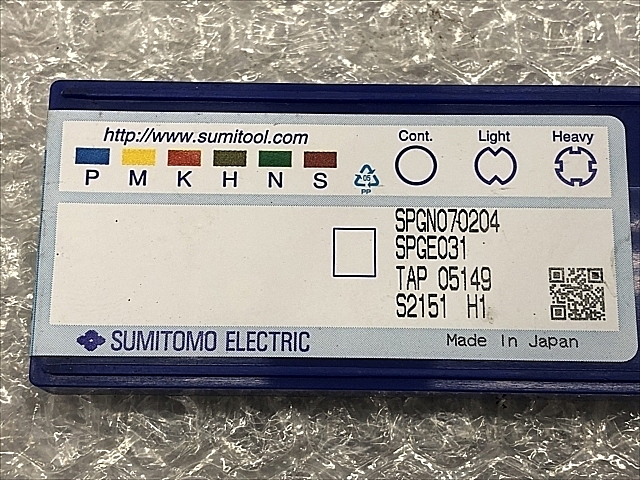 http://www.sumitool.com
P M K H N S
05
PP
Cont. Light Heavy
SPGN070204
SPGE031
TAP 05149
S2151 H1
SUMITOMO ELECTRIC
Made In Japan